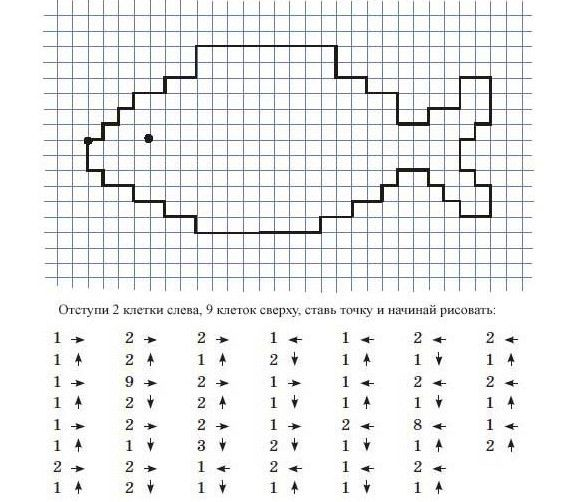 Отступи 2 клетки слева, 9 клеток сверху, ставь точку и начинай рисовать:
1 → 2 → 2 → 1 ← 1 ← 2 ← 2 ←
1 ↑ 2 ↑ 1 ↑ 2 ↓ 1 ↑ 1 ↓ 1 ↑
1 → 9 → 2 → 1 → 1 ← 2 ← 2 ←
1 ↑ 2 ↓ 2 ↑ 1 ↓ 1 ↑ 1 ↓ 1 ↑
1 → 2 → 2 → 1 → 2 ← 8 ← 1 ←
1 ↑ 1 ↓ 3 ↓ 2 ↓ 1 ↓ 1 ↑ 2 ↑
2 → 2 → 1 ← 2 ← 1 ← 2 ←
1 ↑ 2 ↓ 1 ↓ 1 ↑ 1 ↓ 1 ↑